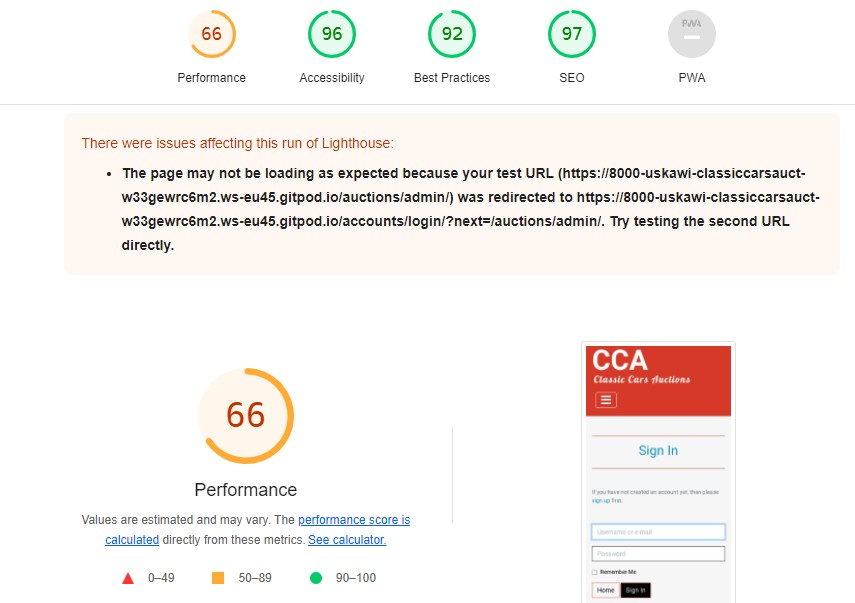 66 96 92 97 PWA
Performance Accessibility Best Practices SEO PWA
There were issues affecting this run of Lighthouse:
• The page may not be loading as expected because your test URL (https://8000-uskawi-classiccarsauct-
w33gewrc6m2.ws-eu45.gitpod.io/auctions/admin/) was redirected to https://8000-uskawi-classiccarsauct-
w33gewrc6m2.ws-eu45.gitpod.io/accounts/login/?next=/auctions/admin/. Try testing the second URL
directly.
66
Performance
Values are estimated and may vary. The performance score is
calculated directly from these metrics. See calculator.
0–49 50–89 90–100
CCA
Classic Cars Auctions
Sign In
If you have not created an account yet, then please
sign up first.
Username or e-mail
Password
Remember Me
Home Sign In